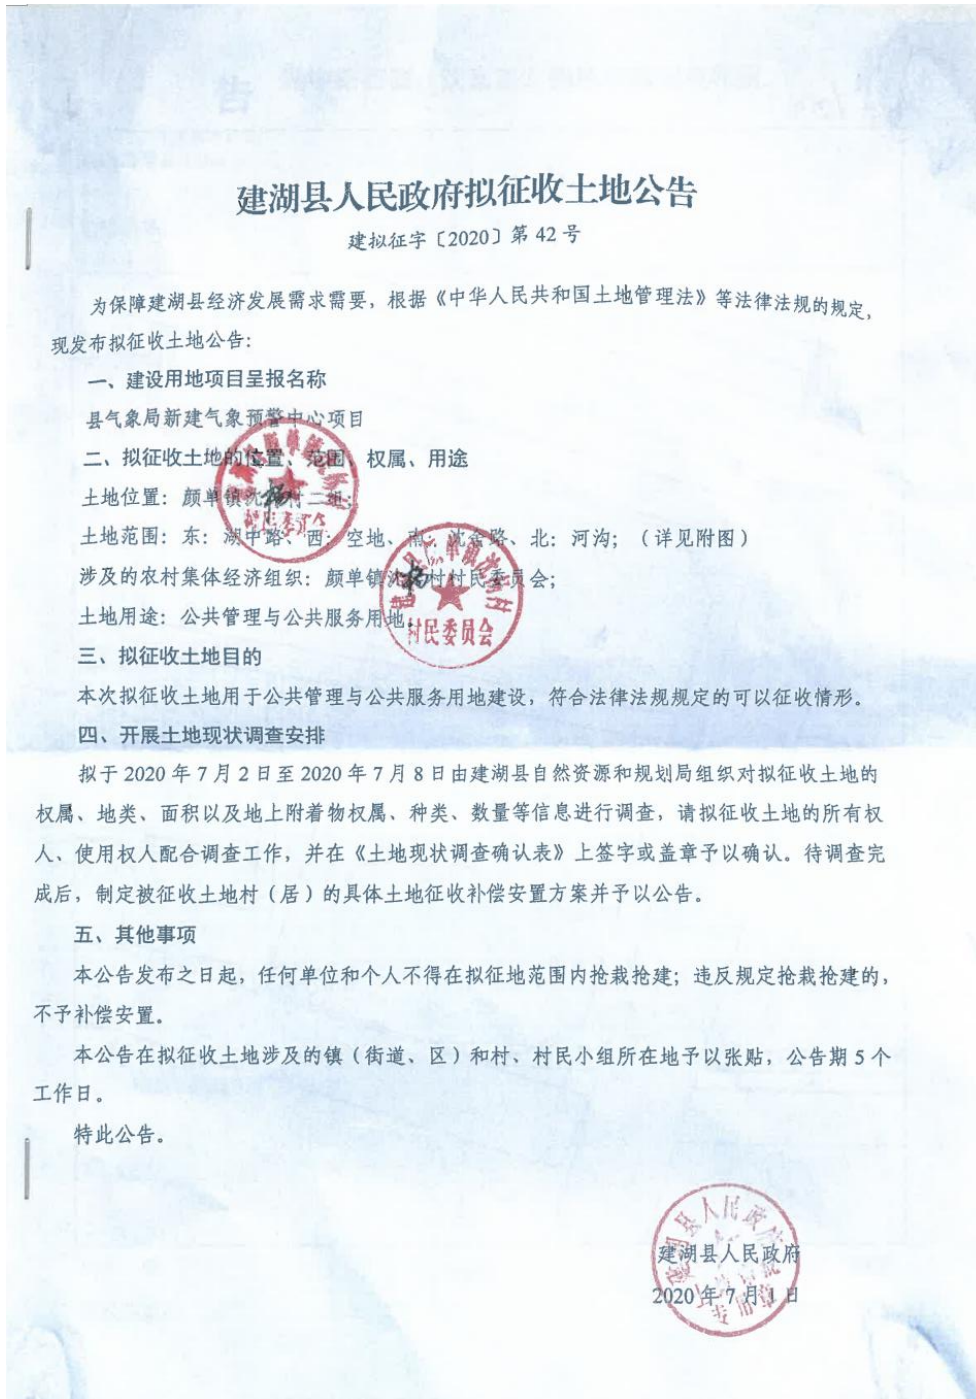 建湖县人民政府拟征收土地公告
建拟征字〔2020〕第 42 号
为保障建湖县经济发展需求需要，根据《中华人民共和国土地管理法》等法律法规的规定，
现发布拟征收土地公告：
一、建设用地项目呈报名称
县气象局新建气象预警中心项目
二、拟征收土地的位置、范围、权属、用途
土地位置：颜单镇沈杨村二组；
土地范围：东：湖中路、西：空地、南：沈金路、北：河沟；（详见附图）
涉及的农村集体经济组织：颜单镇沈杨村村民委员会；
土地用途：公共管理与公共服务用地。
村民委员会
三、拟征收土地目的
本次拟征收土地用于公共管理与公共服务用地建设，符合法律法规规定的可以征收情形。
四、开展土地现状调查安排
拟于 2020 年 7 月 2 日至 2020 年 7 月 8 日由建湖县自然资源和规划局组织对拟征收土地的
权属、地类、面积以及地上附着物权属、种类、数量等信息进行调查，请拟征收土地的所有权
人、使用权人配合调查工作，并在《土地现状调查确认表》上签字或盖章予以确认。待调查完
成后，制定被征收土地村（居）的具体土地征收补偿安置方案并予以公告。
五、其他事项
本公告发布之日起，任何单位和个人不得在拟征地范围内抢栽抢建；违反规定抢栽抢建的，
不予补偿安置。
本公告在拟征收土地涉及的镇（街道、区）和村、村民小组所在地予以张贴，公告期 5 个
工作日。
特此公告。
建湖县人民政府
2020 年 7 月 1 日